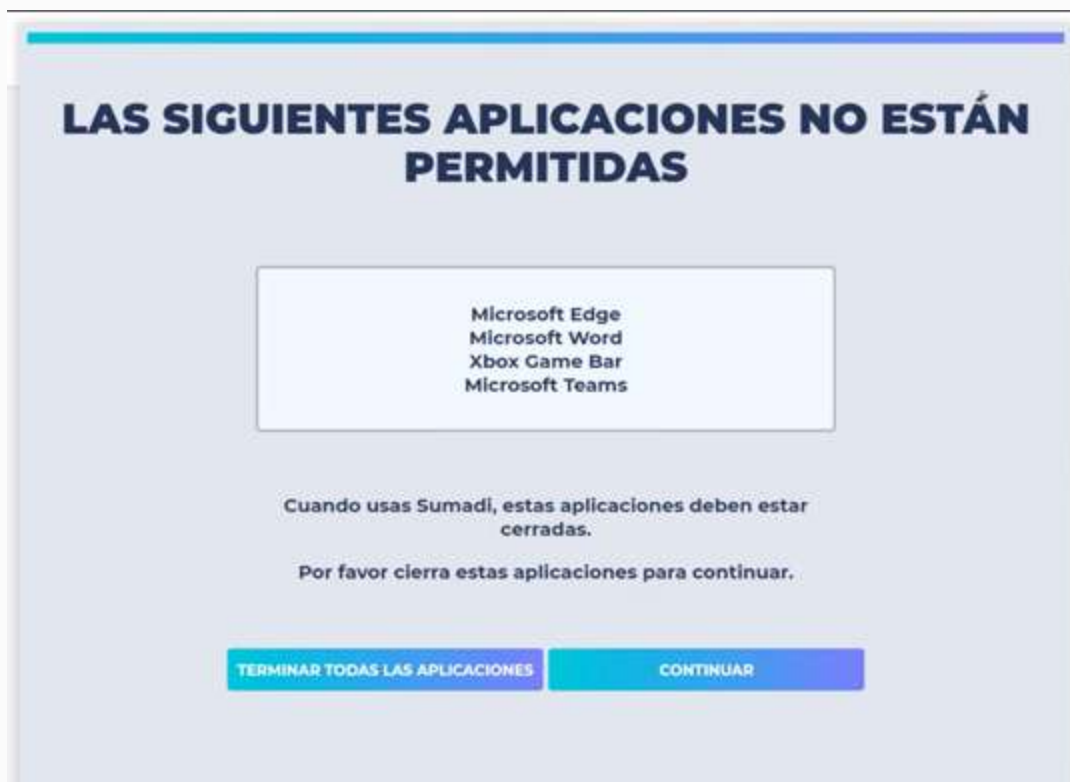 LAS SIGUIENTES APLICACIONES NO ESTÁN
PERMITIDAS
Microsoft Edge
Microsoft Word
Xbox Game Bar
Microsoft Teams
Cuando usas Sumadi, estas aplicaciones deben estar
cerradas.
Por favor cierra estas aplicaciones para continuar.
TERMINAR TODAS LAS APLICACIONES
CONTINUAR